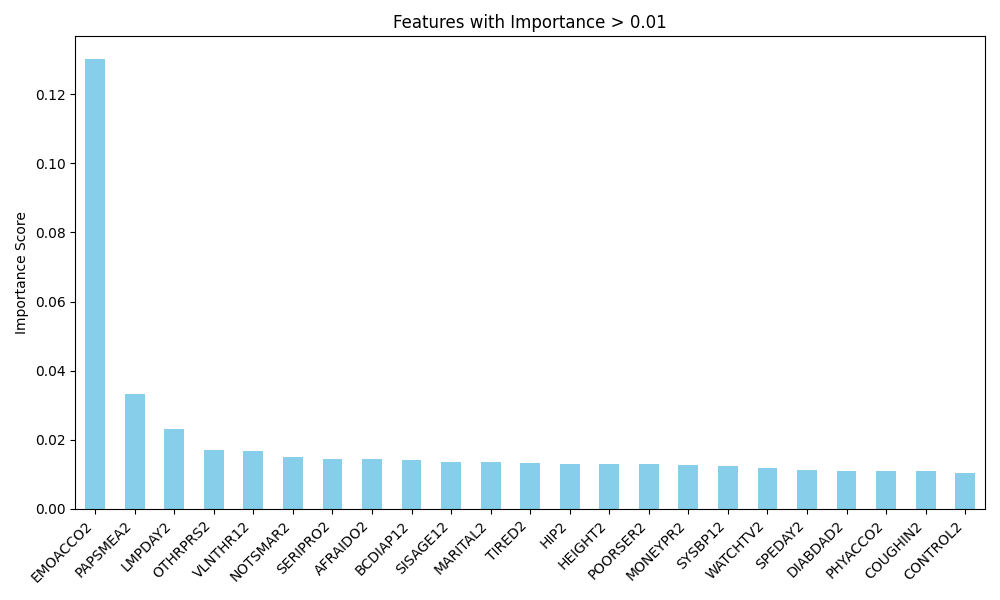 Features with Importance > 0.01
Importance Score
0.12
0.10
0.08
0.06
0.04
0.02
0.00
EMOACCO2
PAPSMEA2
LMPDAY2
OTHRPRS2
VLNTHR12
NOTSMAR2
SERIPRO2
AFRAIDO2
BCDIAP12
SISAGE12
MARITAL2
TIRED2
HIP2
HEIGHT2
POORSER2
MONEYPR2
SYSBP12
WATCHTV2
SPEDAY2
DIABDAD2
PHYACCO2
COUGHIN2
CONTROL2